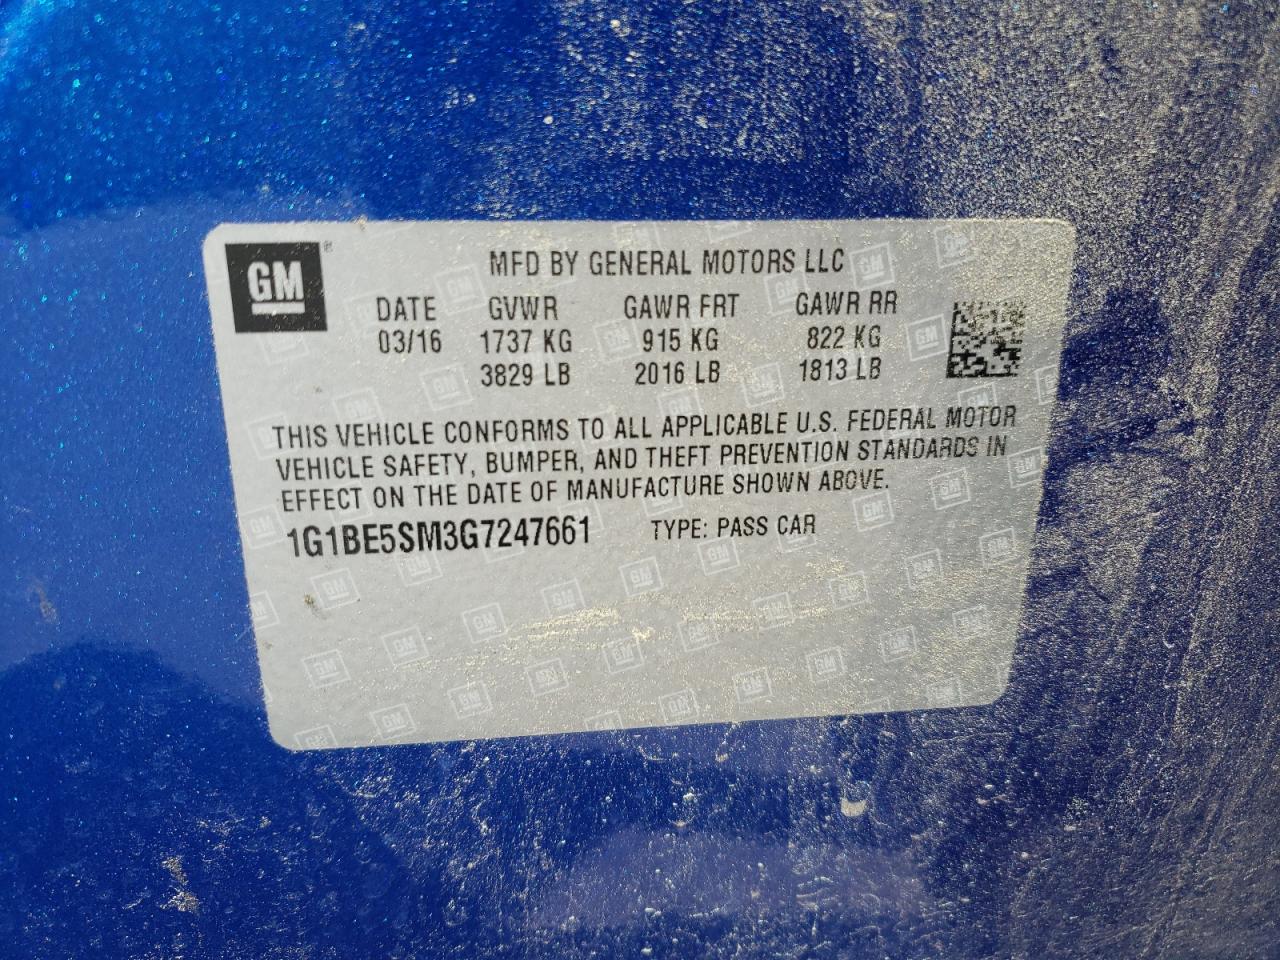 GM®
MFD BY GENERAL MOTORS LLC
DATE GVWR GAWR FRT GAWR RR
03/16 1737 KG 915 KG 822 KG
3829 LB 2016 LB 1813 LB
THIS VEHICLE CONFORMS TO ALL APPLICABLE U.S. FEDERAL MOTOR
VEHICLE SAFETY, BUMPER, AND THEFT PREVENTION STANDARDS IN
EFFECT ON THE DATE OF MANUFACTURE SHOWN ABOVE.
1G1BE5SM3G7247661 TYPE: PASS CAR